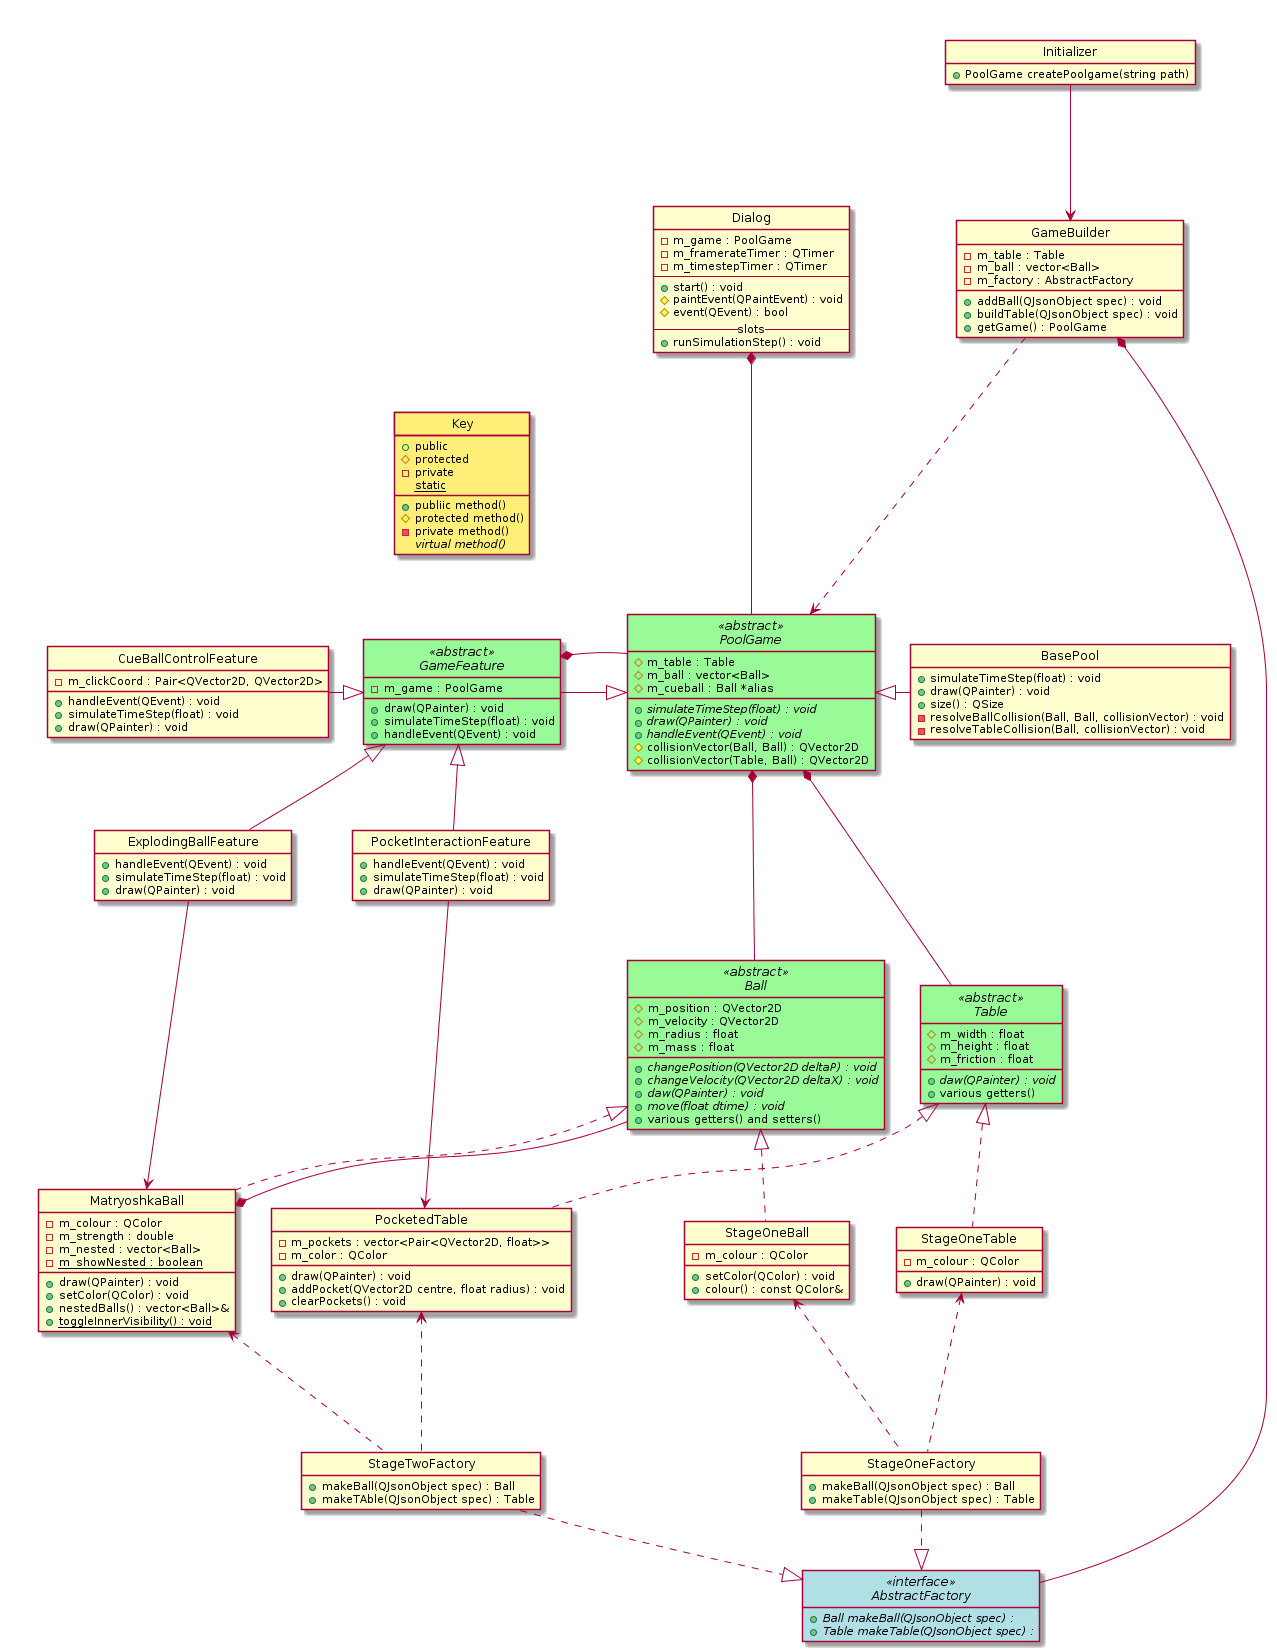 Initializer
PoolGame createPoolgame(string path)
Dialog
m_game : PoolGame
m_framerateTimer : QTimer
m_timestepTimer : QTimer
start() : void
paintEvent(QPaintEvent) : void
event(QEvent) : bool
slots
runSimulationStep() : void
GameBuilder
m_table : Table
m_ball : vector<Ball>
m_factory : AbstractFactory
addBall(QJsonObject spec) : void
buildTable(QJsonObject spec) : void
getGame() : PoolGame
Key
public
protected
private
static
publiic method()
protected method()
private method()
virtual method()
CueBallControlFeature
m_clickCoord : Pair<QVector2D, QVector2D>
handleEvent(QEvent) : void
simulateTimeStep(float) : void
draw(QPainter) : void
«abstract»
GameFeature
m_game : PoolGame
draw(QPainter) : void
simulateTimeStep(float) : void
handleEvent(QEvent) : void
«abstract»
PoolGame
m_table : Table
m_ball : vector<Ball>
m_cueball : Ball *alias
simulateTimeStep(float) : void
draw(QPainter) : void
handleEvent(QEvent) : void
collisionVector(Ball, Ball) : QVector2D
collisionVector(Table, Ball) : QVector2D
BasePool
simulateTimeStep(float) : void
draw(QPainter) : void
size() : QSize
resolveBallCollision(Ball, Ball, collisionVector) : void
resolveTableCollision(Ball, collisionVector) : void
ExplodingBallFeature
handleEvent(QEvent) : void
simulateTimeStep(float) : void
draw(QPainter) : void
PocketInteractionFeature
handleEvent(QEvent) : void
simulateTimeStep(float) : void
draw(QPainter) : void
«abstract»
Ball
m_position : QVector2D
m_velocity : QVector2D
m_radius : float
m_mass : float
changePosition(QVector2D deltaP) : void
changeVelocity(QVector2D deltaX) : void
daw(QPainter) : void
move(float dtime) : void
various getters() and setters()
«abstract»
Table
m_width : float
m_height : float
m_friction : float
daw(QPainter) : void
various getters()
MatryoshkaBall
m_colour : QColor
m_strength : double
m_nested : vector<Ball>
m_showNested : boolean
draw(QPainter) : void
setColor(QColor) : void
nestedBalls() : vector<Ball>&
toggleInnerVisibility() : void
PocketedTable
m_pockets : vector<Pair<QVector2D, float>>
m_color : QColor
draw(QPainter) : void
addPocket(QVector2D centre, float radius) : void
clearPockets() : void
StageOneBall
m_colour : QColor
setColor(QColor) : void
colour() : const QColor&
StageOneTable
m_colour : QColor
draw(QPainter) : void
StageTwoFactory
makeBall(QJsonObject spec) : Ball
makeTAble(QJsonObject spec) : Table
StageOneFactory
makeBall(QJsonObject spec) : Ball
makeTable(QJsonObject spec) : Table
«interface»
AbstractFactory
Ball makeBall(QJsonObject spec) :
Table makeTable(QJsonObject spec) :